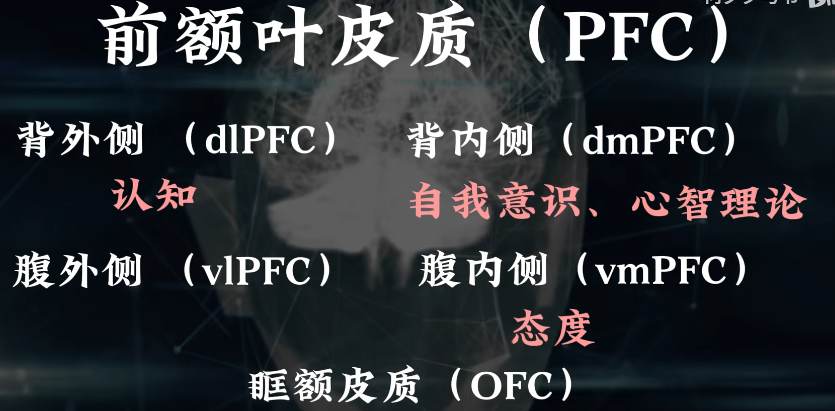 前额叶皮质（PFC）
背外侧 （dlPFC） 背内侧（dmPFC）
认知 自我意识、心智理论
腹外侧 （vlPFC） 腹内侧（vmPFC）
态度
眶额皮质（OFC）